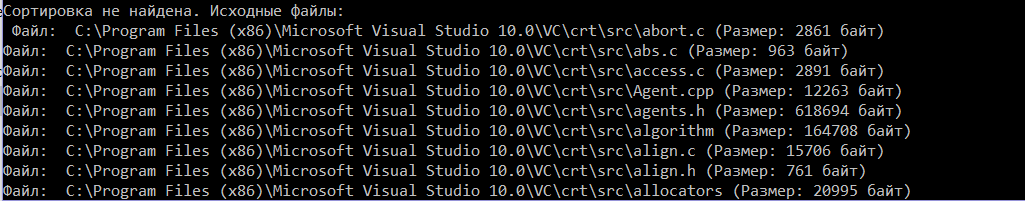 Сортировка не найдена. Исходные файлы:
Файл:  C:\Program Files (x86)\Microsoft Visual Studio 10.0\VC\crt\src\abort.c (Размер: 2861 байт)
Файл:  C:\Program Files (x86)\Microsoft Visual Studio 10.0\VC\crt\src\abs.c (Размер: 963 байт)
Файл:  C:\Program Files (x86)\Microsoft Visual Studio 10.0\VC\crt\src\access.c (Размер: 2891 байт)
Файл:  C:\Program Files (x86)\Microsoft Visual Studio 10.0\VC\crt\src\Agent.cpp (Размер: 12263 байт)
Файл:  C:\Program Files (x86)\Microsoft Visual Studio 10.0\VC\crt\src\agents.h (Размер: 618694 байт)
Файл:  C:\Program Files (x86)\Microsoft Visual Studio 10.0\VC\crt\src\algorithm (Размер: 164708 байт)
Файл:  C:\Program Files (x86)\Microsoft Visual Studio 10.0\VC\crt\src\align.c (Размер: 15706 байт)
Файл:  C:\Program Files (x86)\Microsoft Visual Studio 10.0\VC\crt\src\align.h (Размер: 761 байт)
Файл:  C:\Program Files (x86)\Microsoft Visual Studio 10.0\VC\crt\src\allocators (Размер: 20995 байт)